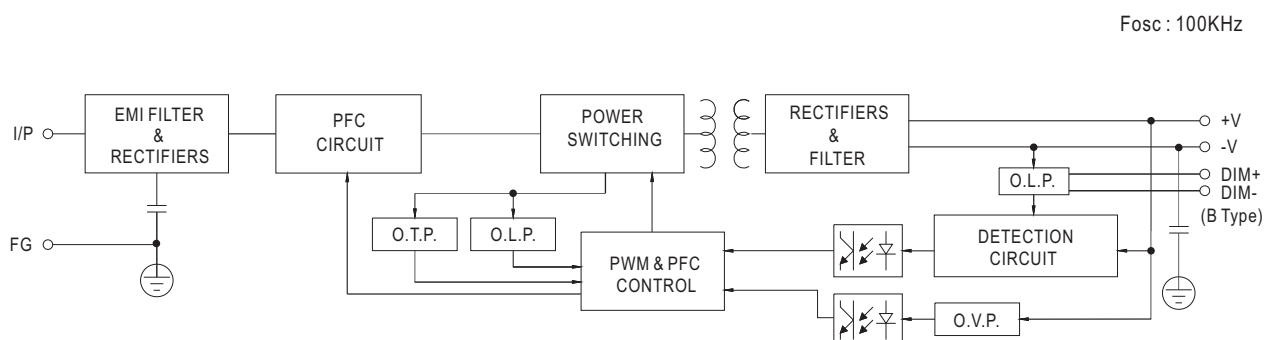 Fosc : 100KHz
I/P
EMI FILTER
&
RECTIFIERS
PFC
CIRCUIT
POWER
SWITCHING
RECTIFIERS
&
FILTER
+V
-V
DIM+
DIM-
(B Type)
O.L.P.
FG
O.T.P.
O.L.P.
PWM & PFC
CONTROL
DETECTION
CIRCUIT
O.V.P.